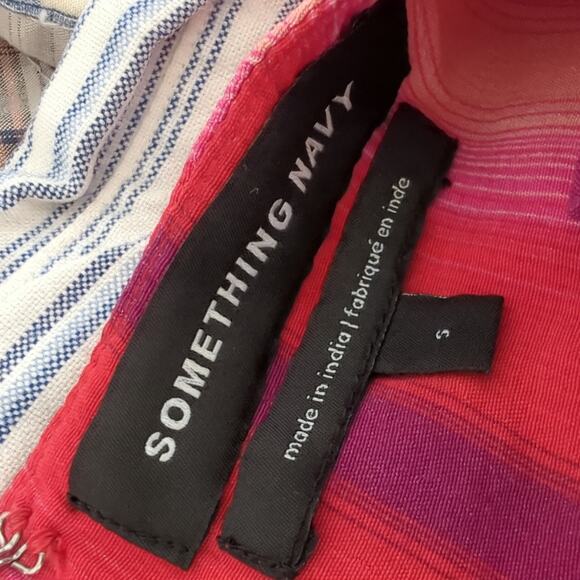 SOMETHING NAVY
made in india | fabriqué en inde
S